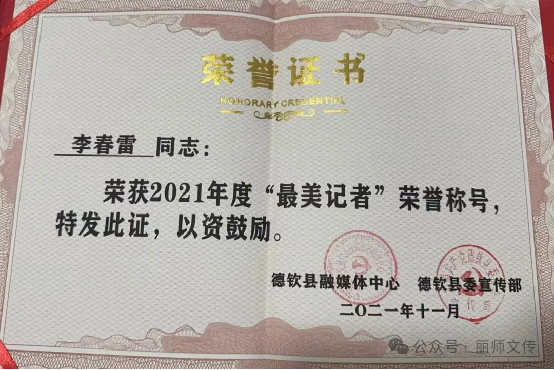 荣誉证书
HONORARY CREDENTIAL
李春雷 同志：
荣获2021年度“最美记者”荣誉称号，
特发此证，以资鼓励。
德钦县融媒体中心 德钦县委宣传部
二〇二一年十一月
公众号·丽师文传